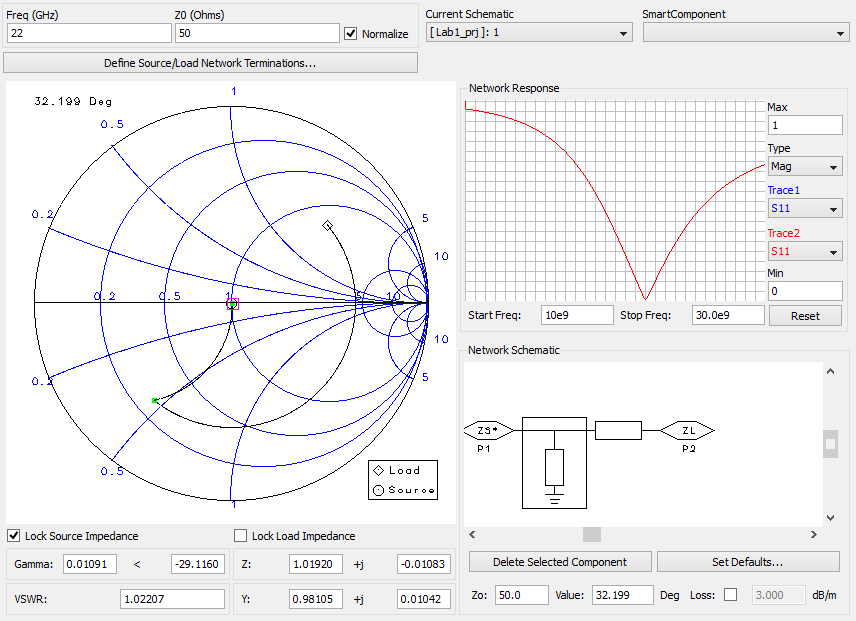 Freq (GHz) Z0 (Ohms) Current Schematic SmartComponent
22 50 Normalize [Lab1_prj]: 1
Define Source/Load Network Terminations...
32.199 Deg
1
0.5
0.2
5
10
0.2 0.5 1 5 10
10
0.2
5
0.5
1
Load
Source
Network Response
Max
1
Type
Mag
Trace1
S11
Trace2
S11
Min
0
Start Freq: 10e9 Stop Freq: 30.0e9 Reset
Network Schematic
ZS* ZL
P1 P2
Lock Source Impedance Lock Load Impedance
Gamma: 0.01091 < -29.1160 Z: 1.01920 +j -0.01083
VSWR: 1.02207 Y: 0.98105 +j 0.01042
Delete Selected Component Set Defaults...
Zo: 50.0 Value: 32.199 Deg Loss: 3.000 dB/m